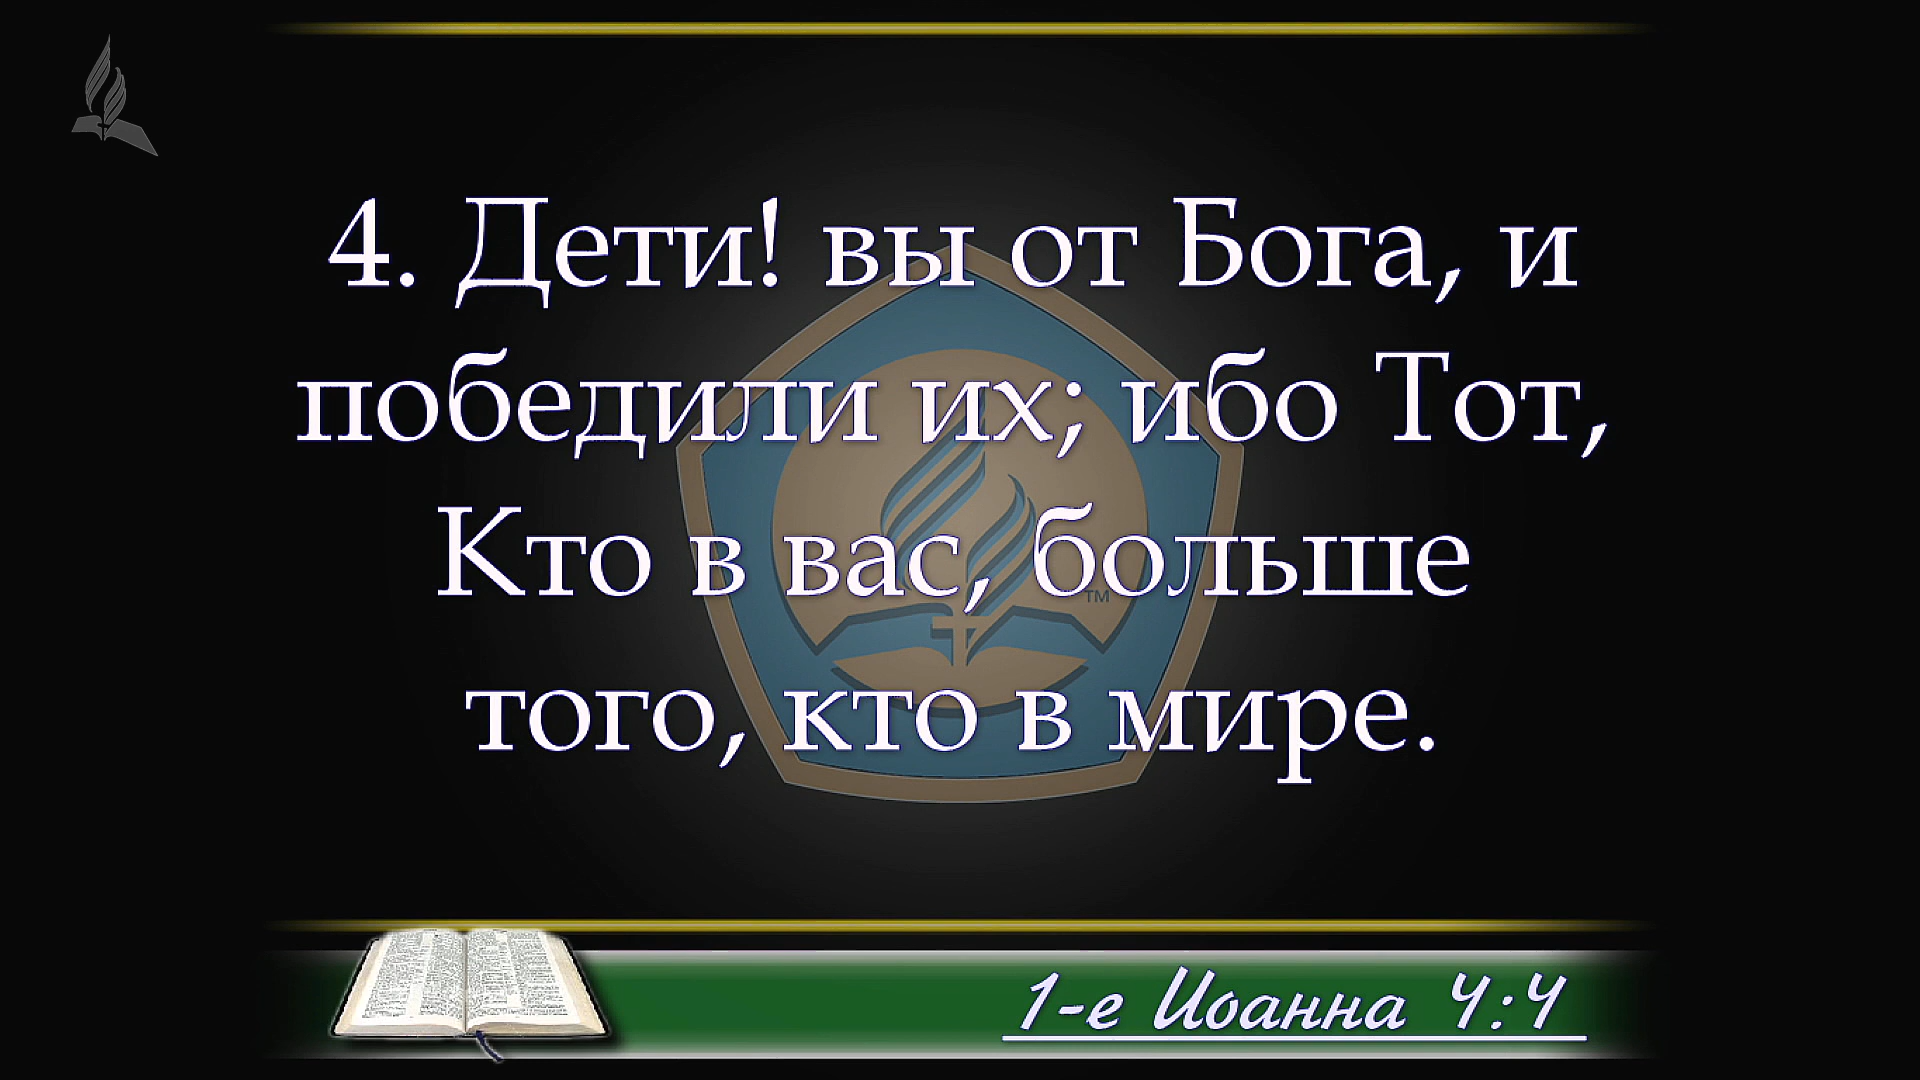 4. Дети! вы от Бога, и
победили их; ибо Тот,
Кто в вас, больше
™
того, кто в мире.
1-е Иоанна 4:4